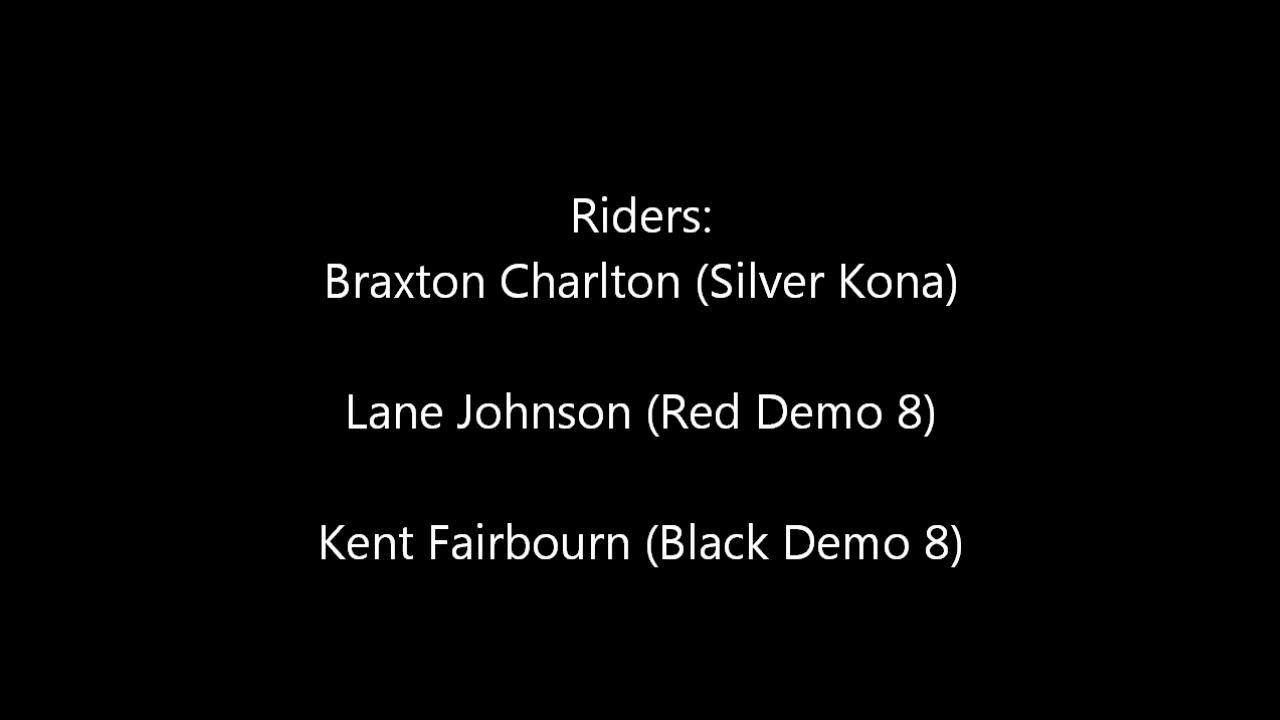 Riders:
Braxton Charlton (Silver Kona)
Lane Johnson (Red Demo 8)
Kent Fairbourn (Black Demo 8)